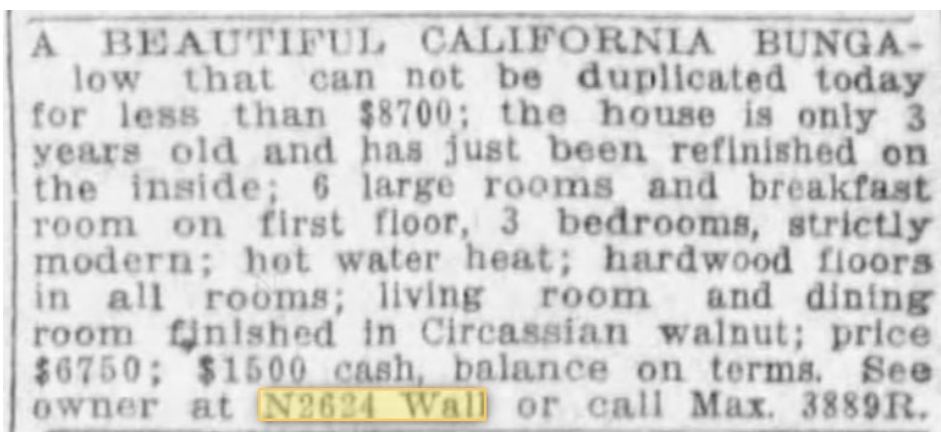 A BEAUTIFUL CALIFORNIA BUNGA-
low that can not be duplicated today
for less than $8700; the house is only 3
years old and has just been refinished on
the inside; 6 large rooms and breakfast
room on first floor, 3 bedrooms, strictly
modern; hot water heat; hardwood floors
in all rooms; living room and dining
room finished in Circassian walnut; price
$6750; $1500 cash, balance on terms. See
owner at N2624 Wall or call Max. 3889R.